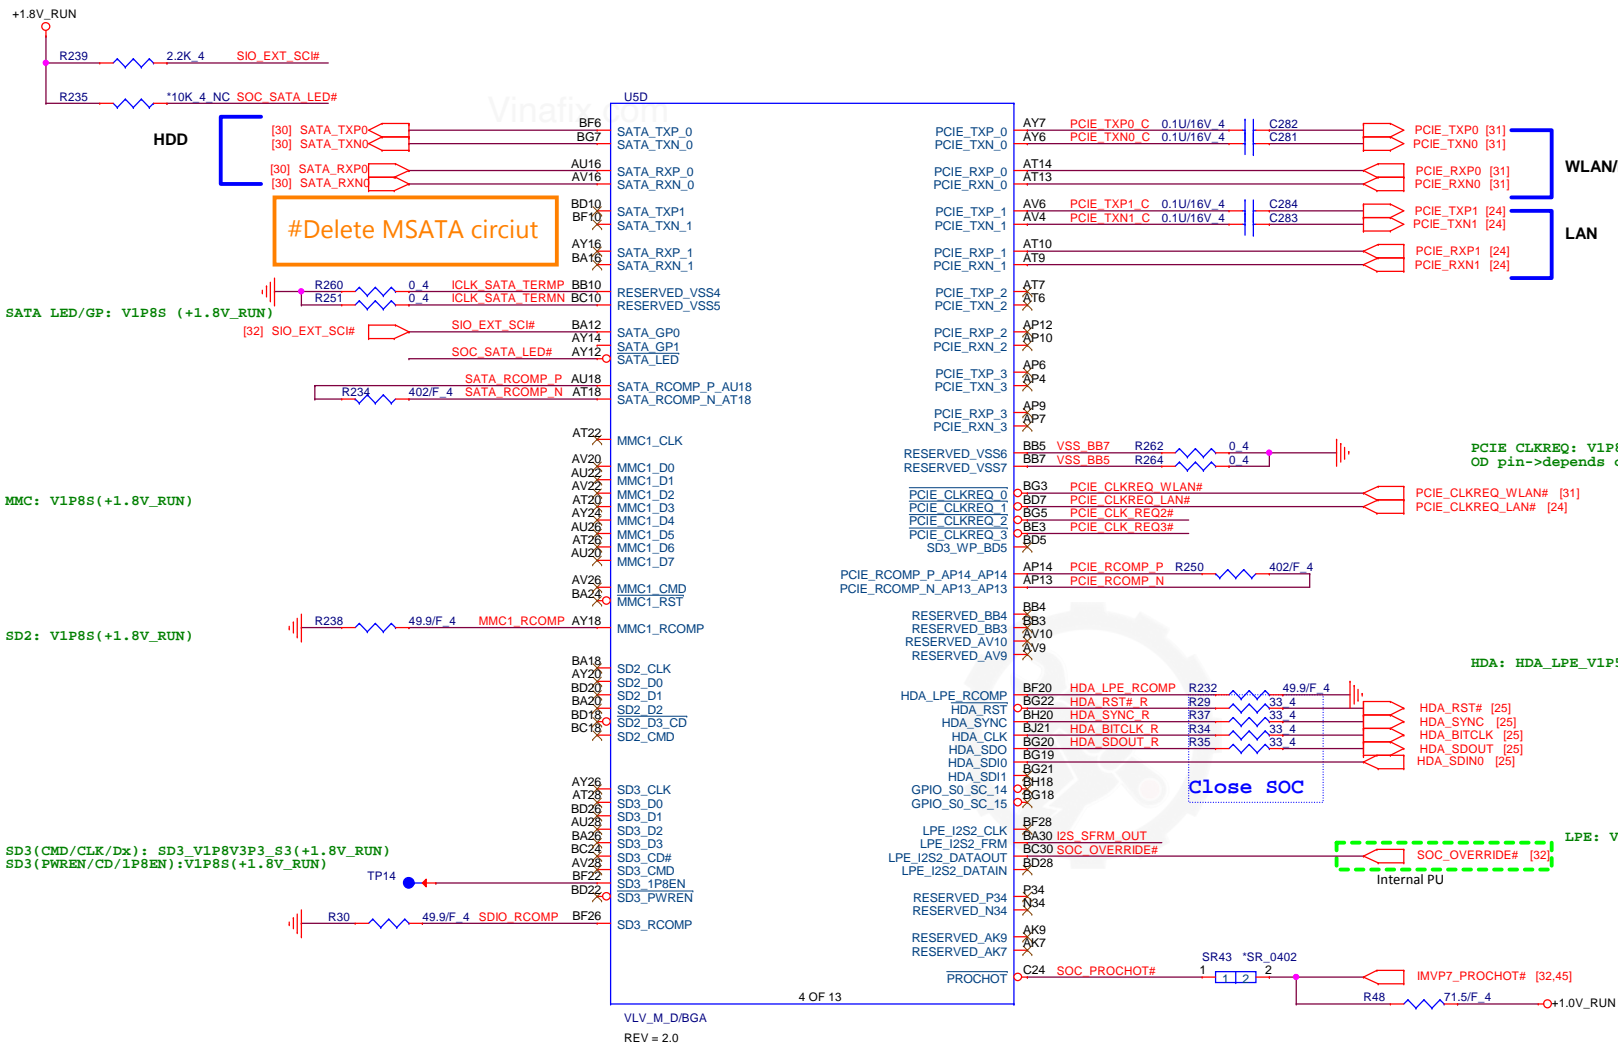 +1.8V_RUN
R239 2.2K_4 SIO_EXT_SCI#
R235 *10K_4_NC SOC_SATA_LED#
Vinafix.com
HDD
[30] SATA_TXP0
[30] SATA_TXN0
[30] SATA_RXP0
[30] SATA_RXN0
#Delete MSATA circiut
R260 0_4 ICLK_SATA_TERMP BB10
R251 0_4 ICLK_SATA_TERMN BC10
SATA LED/GP: V1P8S (+1.8V_RUN)
[32] SIO_EXT_SCI# SIO_EXT_SCI# BA12
AY14
SOC_SATA_LED# AY12
SATA_RCOMP_P AU18
R234 402/F_4 SATA_RCOMP_N AT18
MMC: V1P8S(+1.8V_RUN)
R238 49.9/F_4 MMC1_RCOMP AY18
SD2: V1P8S(+1.8V_RUN)
SD3(CMD/CLK/Dx): SD3_V1P8V3P3_S3(+1.8V_RUN)
SD3(PWREN/CD/1P8EN):V1P8S(+1.8V_RUN)
TP14
R30 49.9/F_4 SDIO_RCOMP BF26
U5D
BF6 SATA_TXP_0
BG7 SATA_TXN_0
AU16 SATA_RXP_0
AV16 SATA_RXN_0
BD10 SATA_TXP1
BF10 SATA_TXN_1
AY16 SATA_RXP_1
BA16 SATA_RXN_1
RESERVED_VSS4
RESERVED_VSS5
SATA_GP0
SATA_GP1
SATA_LED
SATA_RCOMP_P_AU18
SATA_RCOMP_N_AT18
AT22 MMC1_CLK
AV20 MMC1_D0
AU22 MMC1_D1
AV22 MMC1_D2
AT20 MMC1_D3
AY24 MMC1_D4
AU26 MMC1_D5
AT26 MMC1_D6
AU20 MMC1_D7
AV26 MMC1_CMD
BA24 MMC1_RST
MMC1_RCOMP
BA18 SD2_CLK
AY20 SD2_D0
BD20 SD2_D1
BA20 SD2_D2
BD18 SD2_D3_CD
BC18 SD2_CMD
AY26 SD3_CLK
AT28 SD3_D0
BD26 SD3_D1
AU28 SD3_D2
BA26 SD3_D3
BC24 SD3_CD#
AV28 SD3_CMD
BF22 SD3_1P8EN
BD22 SD3_PWREN
SD3_RCOMP
4 OF 13
VLV_M_D/BGA
REV = 2.0
PCIE_TXP_0 AY7 PCIE_TXP0_C 0.1U/16V_4 C282 PCIE_TXP0 [31]
PCIE_TXN_0 AY6 PCIE_TXN0_C 0.1U/16V_4 C281 PCIE_TXN0 [31]
PCIE_RXP_0 AT14 PCIE_RXP0 [31]
PCIE_RXN_0 AT13 PCIE_RXN0 [31]
WLAN/
PCIE_TXP_1 AV6 PCIE_TXP1_C 0.1U/16V_4 C284 PCIE_TXP1 [24]
PCIE_TXN_1 AV4 PCIE_TXN1_C 0.1U/16V_4 C283 PCIE_TXN1 [24]
LAN
PCIE_RXP_1 AT10 PCIE_RXP1 [24]
PCIE_RXN_1 AT9 PCIE_RXN1 [24]
PCIE_TXP_2 AT7
PCIE_TXN_2 AT6
PCIE_RXP_2 AP12
PCIE_RXN_2 AP10
PCIE_TXP_3 AP6
PCIE_TXN_3 AP4
PCIE_RXP_3 AP9
PCIE_RXN_3 AP7
RESERVED_VSS6 BB5 VSS_BB7 R262 0_4
RESERVED_VSS7 BB7 VSS_BB5 R264 0_4
PCIE CLKREQ: V1P8
OD pin->depends
PCIE_CLKREQ_0 BG3 PCIE_CLKREQ_WLAN# PCIE_CLKREQ_WLAN# [31]
PCIE_CLKREQ_1 BD7 PCIE_CLKREQ_LAN# PCIE_CLKREQ_LAN# [24]
PCIE_CLKREQ_2 BG5 PCIE_CLK_REQ2#
PCIE_CLKREQ_3 BE3 PCIE_CLK_REQ3#
SD3_WP_BD5 BD5
PCIE_RCOMP_P_AP14_AP14 AP14 PCIE_RCOMP_P R250 402/F_4
PCIE_RCOMP_N_AP13_AP13 AP13 PCIE_RCOMP_N
RESERVED_BB4 BB4
RESERVED_BB3 BB3
RESERVED_AV10 AV10
RESERVED_AV9 AV9
HDA: HDA_LPE_V1P5
HDA_LPE_RCOMP BF20 HDA_LPE_RCOMP R232 49.9/F_4
HDA_RST BG22 HDA_RST#_R R29 33_4 HDA_RST# [25]
HDA_SYNC BH20 HDA_SYNC_R R37 33_4 HDA_SYNC [25]
HDA_CLK BJ21 HDA_BITCLK_R R34 33_4 HDA_BITCLK [25]
HDA_SDO BG20 HDA_SDOUT_R R35 33_4 HDA_SDOUT [25]
HDA_SDI0 BG19 HDA_SDIN0 [25]
HDA_SDI1 BG21
GPIO_S0_SC_14 BH18
GPIO_S0_SC_15 BG18
Close SOC
LPE_I2S2_CLK BF28
LPE_I2S2_FRM BA30 I2S_SFRM_OUT
LPE: V
LPE_I2S2_DATAOUT BC30 SOC_OVERRIDE# SOC_OVERRIDE# [32]
LPE_I2S2_DATAIN BD28
Internal PU
RESERVED_P34 P34
RESERVED_N34 N34
RESERVED_AK9 AK9
RESERVED_AK7 AK7
SR43 *SR_0402
PROCHOT C24 SOC_PROCHOT# 1 1 2 2 IMVP7_PROCHOT# [32,45]
R48 71.5/F_4 +1.0V_RUN